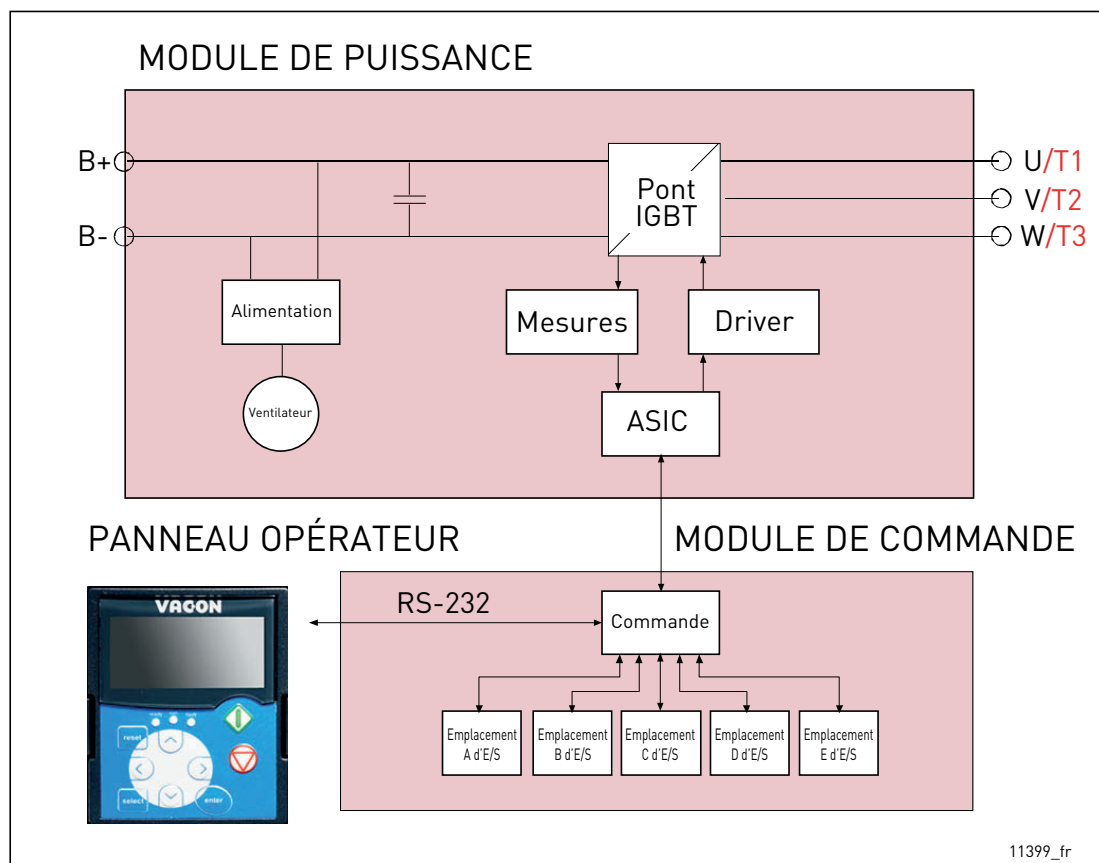 MODULE DE PUISSANCE
B+
B-
Pont
IGBT
U/T1
V/T2
W/T3
Alimentation
Mesures
Driver
Ventilateur
ASIC
PANNEAU OPÉRATEUR
MODULE DE COMMANDE
VACON
RS-232
Commande
ready
run
fault
reset
select
enter
Emplacement
A d'E/S
Emplacement
B d'E/S
Emplacement
C d'E/S
Emplacement
D d'E/S
Emplacement
E d'E/S
11399_fr